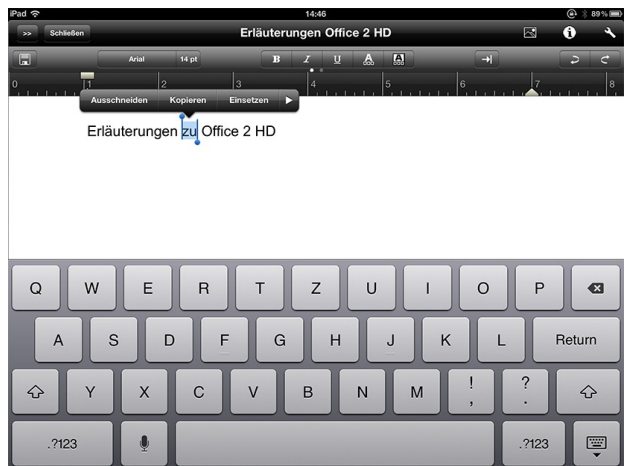 iPad 14:46 89%
>> Schließen Erläuterungen Office 2 HD
Arial 14 pt B I U A A
0 1 2 3 4 5 6 7 8
Ausschneiden Kopieren Einsetzen
Erläuterungen zu Office 2 HD
Q W E R T Z U I O P
A S D F G H J K L Return
Y X C V B N M ! , ? .
.?123 .?123